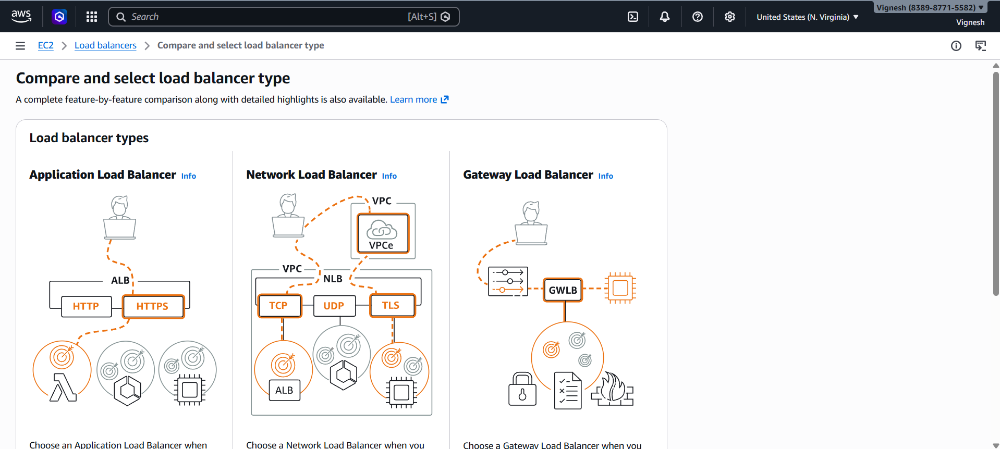 aws
Search
[Alt+S]
United States (N. Virginia)
Vignesh (8389-8771-5582)
Vignesh
EC2
Load balancers
Compare and select load balancer type
Compare and select load balancer type
A complete feature-by-feature comparison along with detailed highlights is also available. Learn more
Load balancer types
Application Load Balancer Info
ALB
HTTP
HTTPS
Choose an Application Load Balancer when
Network Load Balancer Info
VPC
VPCe
VPC
NLB
TCP
UDP
TLS
ALB
Choose a Network Load Balancer when you
Gateway Load Balancer Info
GWLB
Choose a Gateway Load Balancer when you